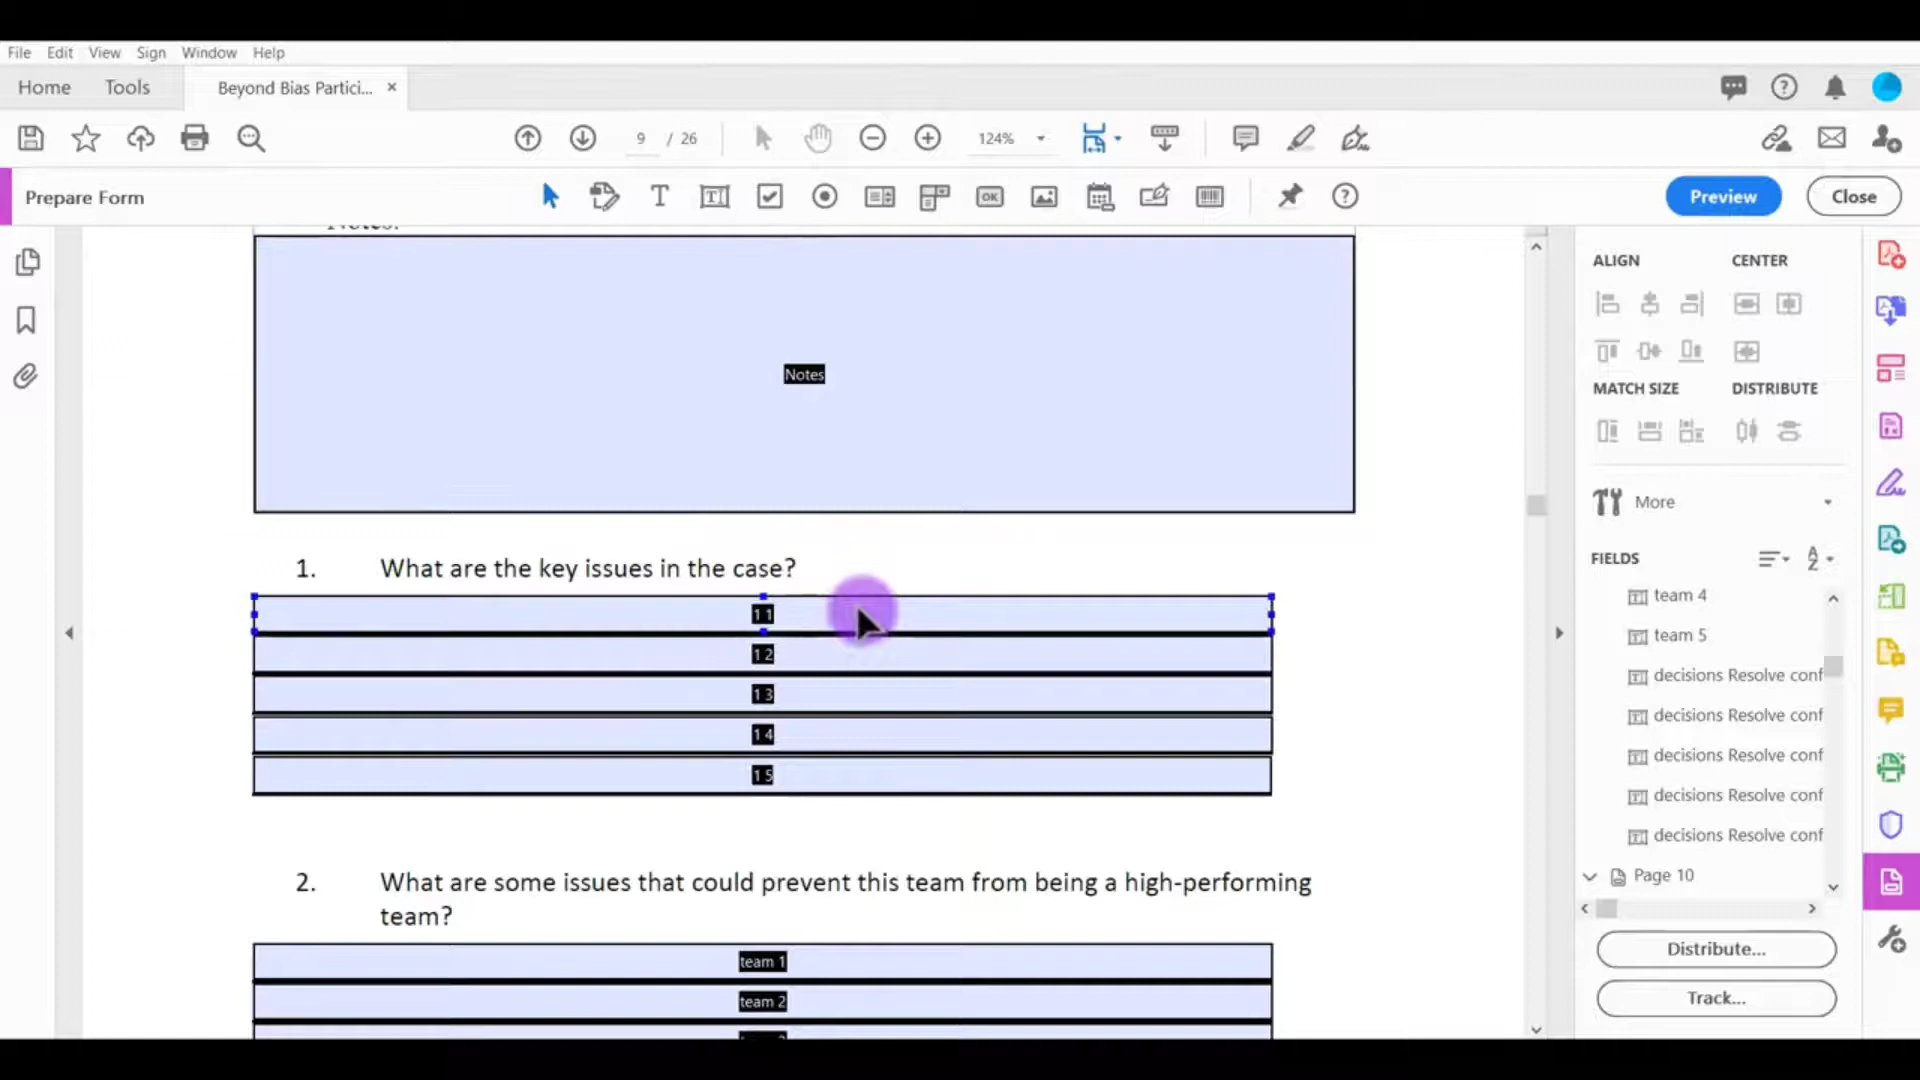 File Edit View Sign Window Help
Home Tools Beyond Bias Partici... ×
9 / 26 124%
Prepare Form
Preview Close
Notes:
Notes
1. What are the key issues in the case?
1 1
1 2
1 3
1 4
1 5
2. What are some issues that could prevent this team from being a high-performing
team?
team 1
team 2
ALIGN CENTER
MATCH SIZE DISTRIBUTE
More
FIELDS
team 4
team 5
decisions Resolve conf
decisions Resolve conf
decisions Resolve conf
decisions Resolve conf
decisions Resolve conf
Page 10
Distribute...
Track...